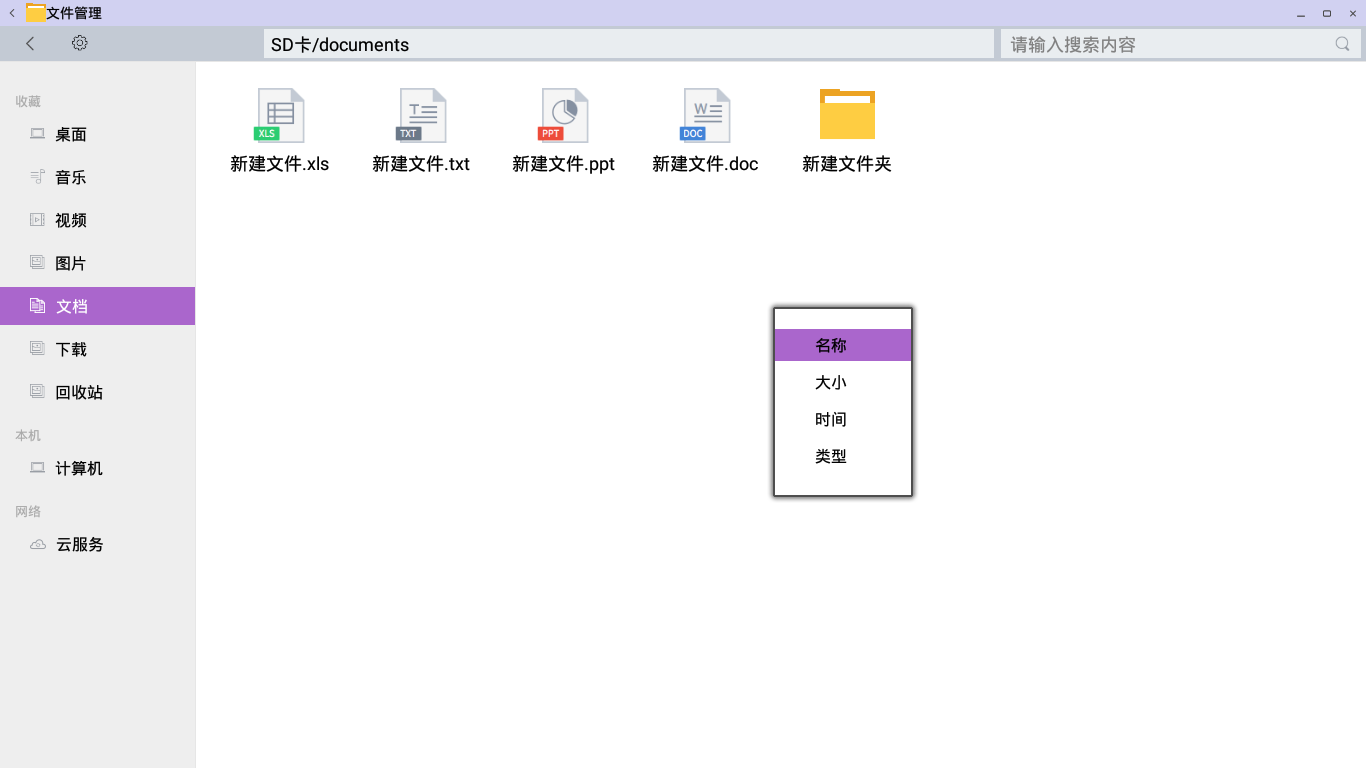 文件管理
SD卡/documents
请输入搜索内容
收藏
桌面
音乐
视频
图片
文档
下载
回收站
本机
计算机
网络
云服务
XLS
新建文件.xls
T
TXT
新建文件.txt
PPT
新建文件.ppt
W
DOC
新建文件.doc
新建文件夹
名称
大小
时间
类型